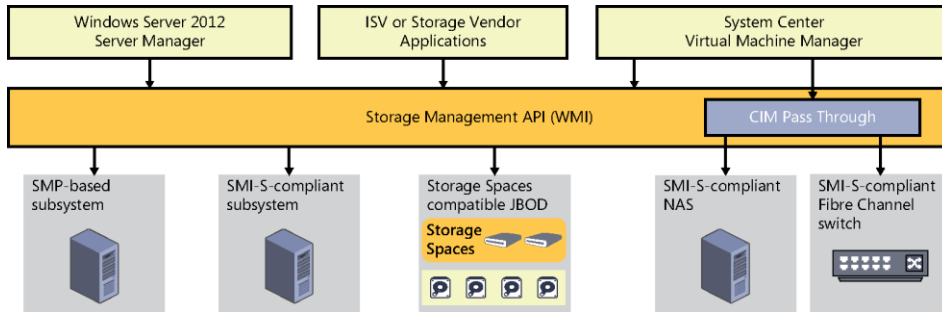 Windows Server 2012
Server Manager
ISV or Storage Vendor
Applications
System Center
Virtual Machine Manager
Storage Management API (WMI)
CIM Pass Through
SMP-based
subsystem
SMI-S-compliant
subsystem
Storage Spaces
compatible JBOD
Storage
Spaces
SMI-S-compliant
NAS
SMI-S-compliant
Fibre Channel
switch